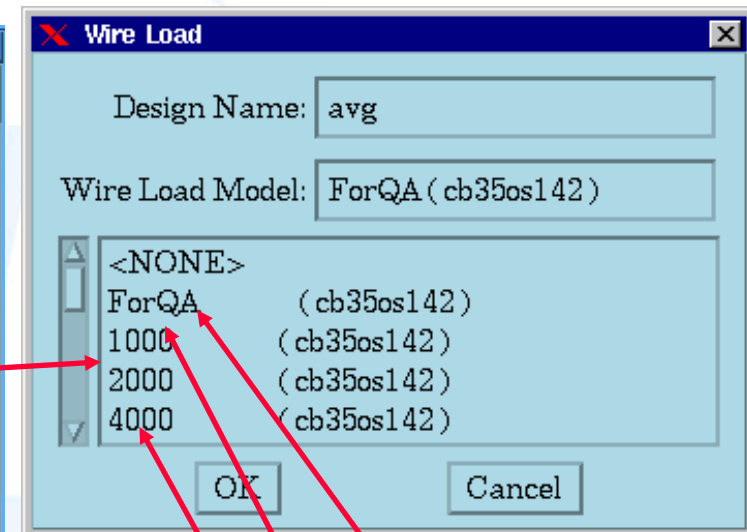 Wire Load
Design Name: avg
Wire Load Model: ForQA(cb35os142)
<NONE>
ForQA (cb35os142)
1000 (cb35os142)
2000 (cb35os142)
4000 (cb35os142)
OK Cancel